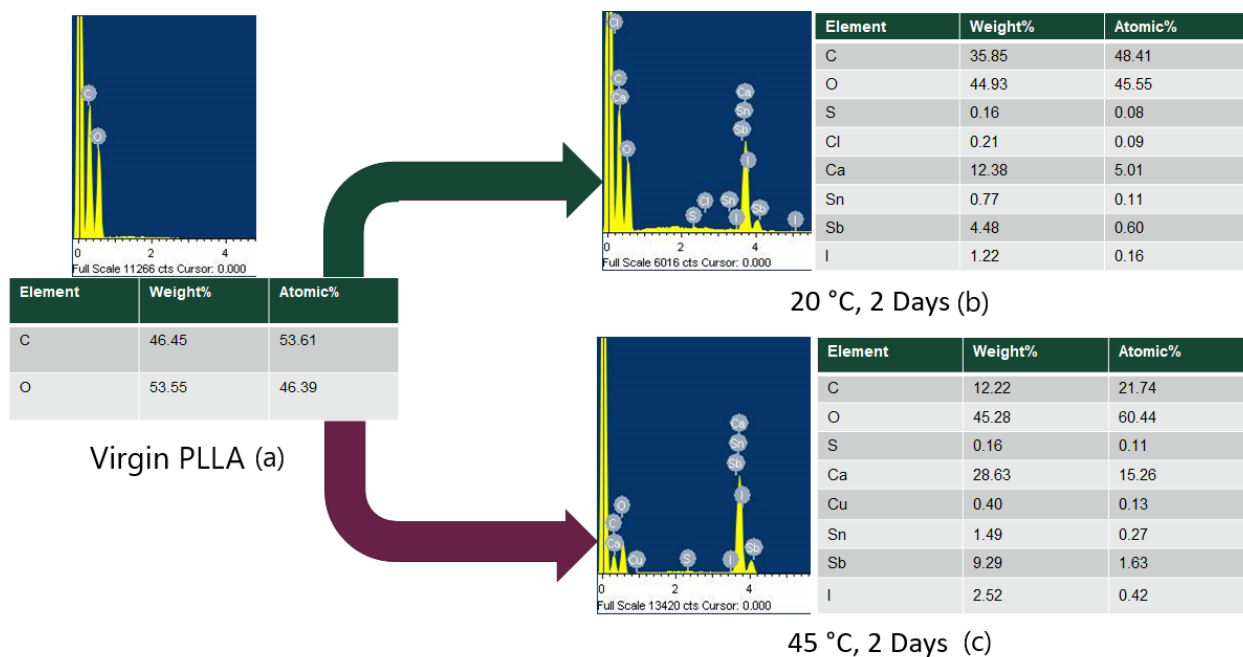 C
O
0 2 4
Full Scale 11266 cts Cursor: 0.000
Element Weight% Atomic%
C 46.45 53.61
O 53.55 46.39
Virgin PLLA (a)
Cl
C
Ca
O
Ca
Sn
Sb
I
S Cl Sn I Sb I
0 2 4
Full Scale 6016 cts Cursor: 0.000
Element Weight% Atomic%
C 35.85 48.41
O 44.93 45.55
S 0.16 0.08
Cl 0.21 0.09
Ca 12.38 5.01
Sn 0.77 0.11
Sb 4.48 0.60
I 1.22 0.16
20 °C, 2 Days (b)
Ca
Sn
Sb
I
O
C
Ca
Cu S I Sb
0 2 4
Full Scale 13420 cts Cursor: 0.000
Element Weight% Atomic%
C 12.22 21.74
O 45.28 60.44
S 0.16 0.11
Ca 28.63 15.26
Cu 0.40 0.13
Sn 1.49 0.27
Sb 9.29 1.63
I 2.52 0.42
45 °C, 2 Days (c)